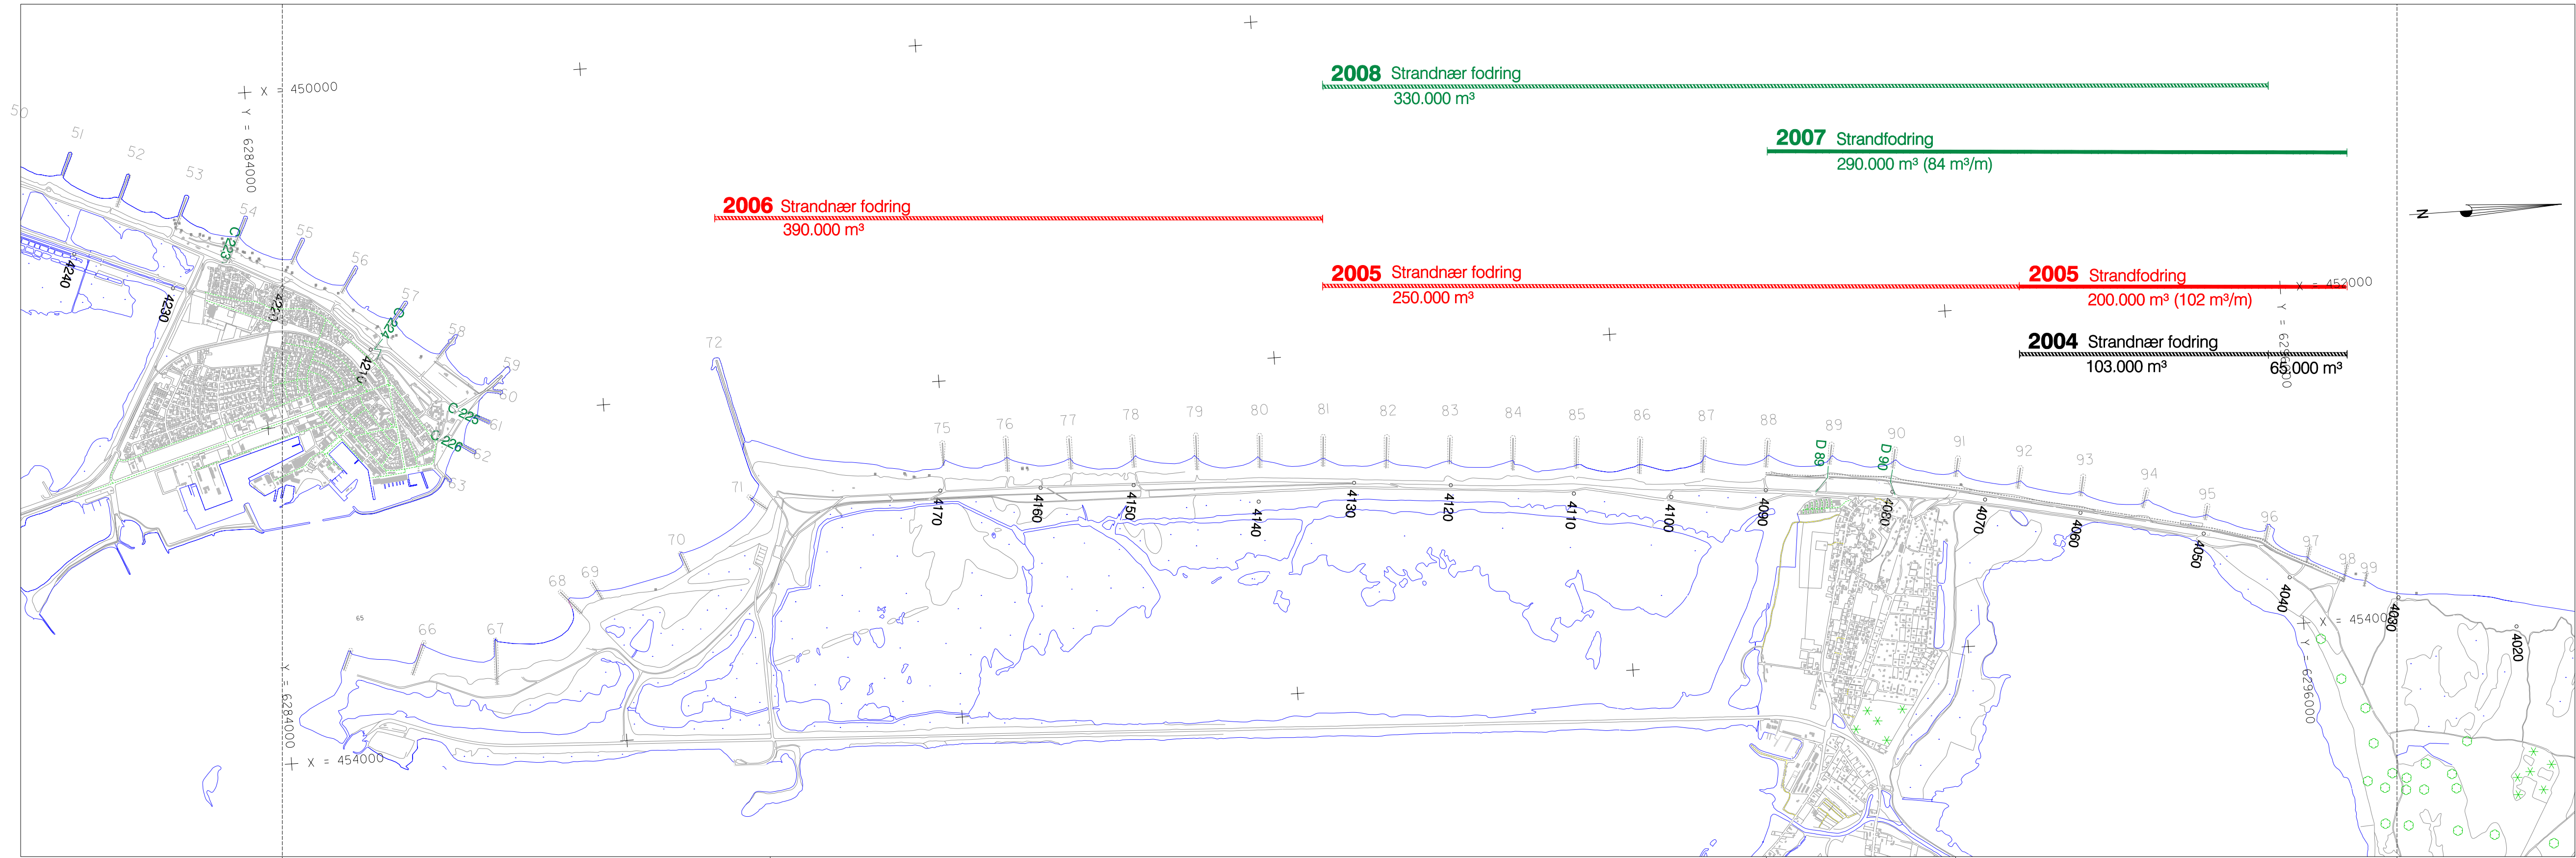 2008 Strandnær fodring
330.000 m³
2007 Strandfodring
290.000 m³ (84 m³/m)
2006 Strandnær fodring
390.000 m³
2005 Strandnær fodring
250.000 m³
2005 Strandfodring
200.000 m³ (102 m³/m)
2004 Strandnær fodring
103.000 m³
65.000 m³
N
X = 450000
Y = 6284000
X = 452000
Y = 6296000
X = 454000
Y = 6296000
Y = 6284000
X = 454000
50
51
52
53
54
55
56
57
58
59
60
61
62
63
65
66
67
68
69
70
71
72
75
76
77
78
79
80
81
82
83
84
85
86
87
88
89
90
91
92
93
94
95
96
97
98
99
C 223
C 224
C 225
C 226
D 89
D 90
4240
4230
4220
4210
4170
4160
4150
4140
4130
4120
4110
4100
4090
4080
4070
4060
4050
4040
4030
4020